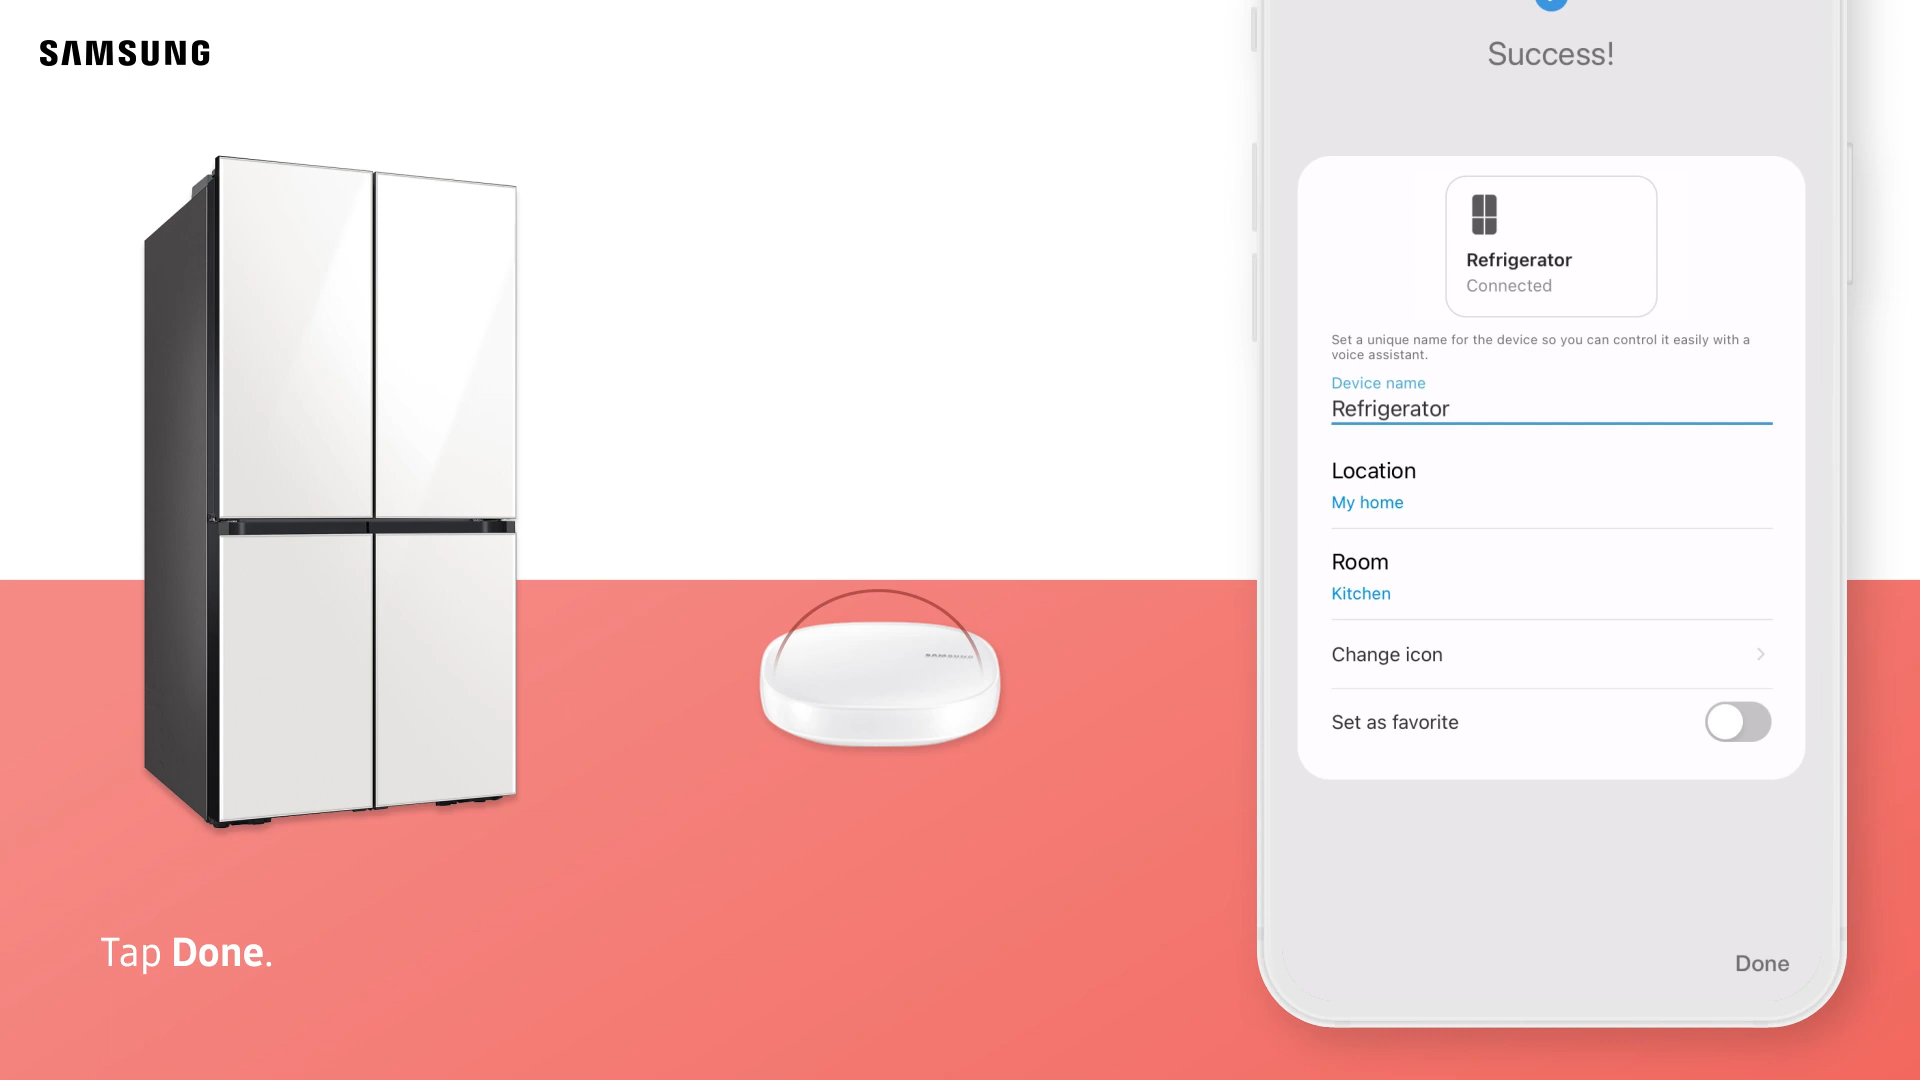 SAMSUNG
Success!
Refrigerator
Connected
Set a unique name for the device so you can control it easily with a
voice assistant.
Device name
Refrigerator
Location
My home
Room
Kitchen
Change icon
Set as favorite
SAMSUNG
Tap Done.
Done